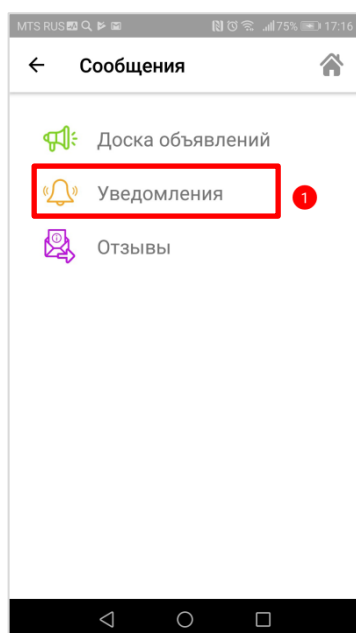 MTS RUS 75% 17:16
Сообщения
Доска объявлений
Уведомления 1
Отзывы